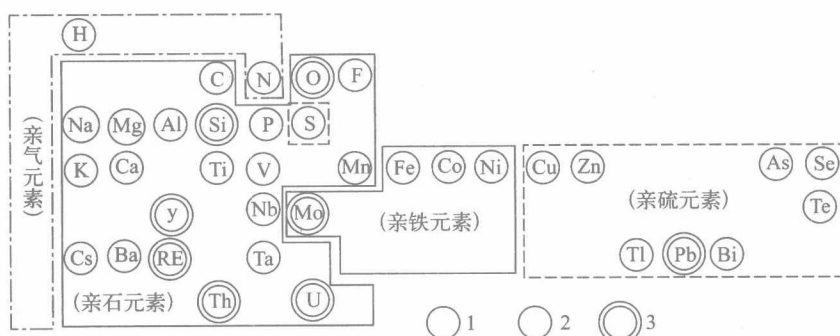 H
C N O F
Na Mg Al Si P S
K Ca Ti V Mn Fe Co Ni Cu Zn As Se
y Nb Mo (亲铁元素) (亲硫元素) Te
Cs Ba RE Ta Tl Pb Bi
(亲石元素) Th U
(亲气元素)
1 2 3